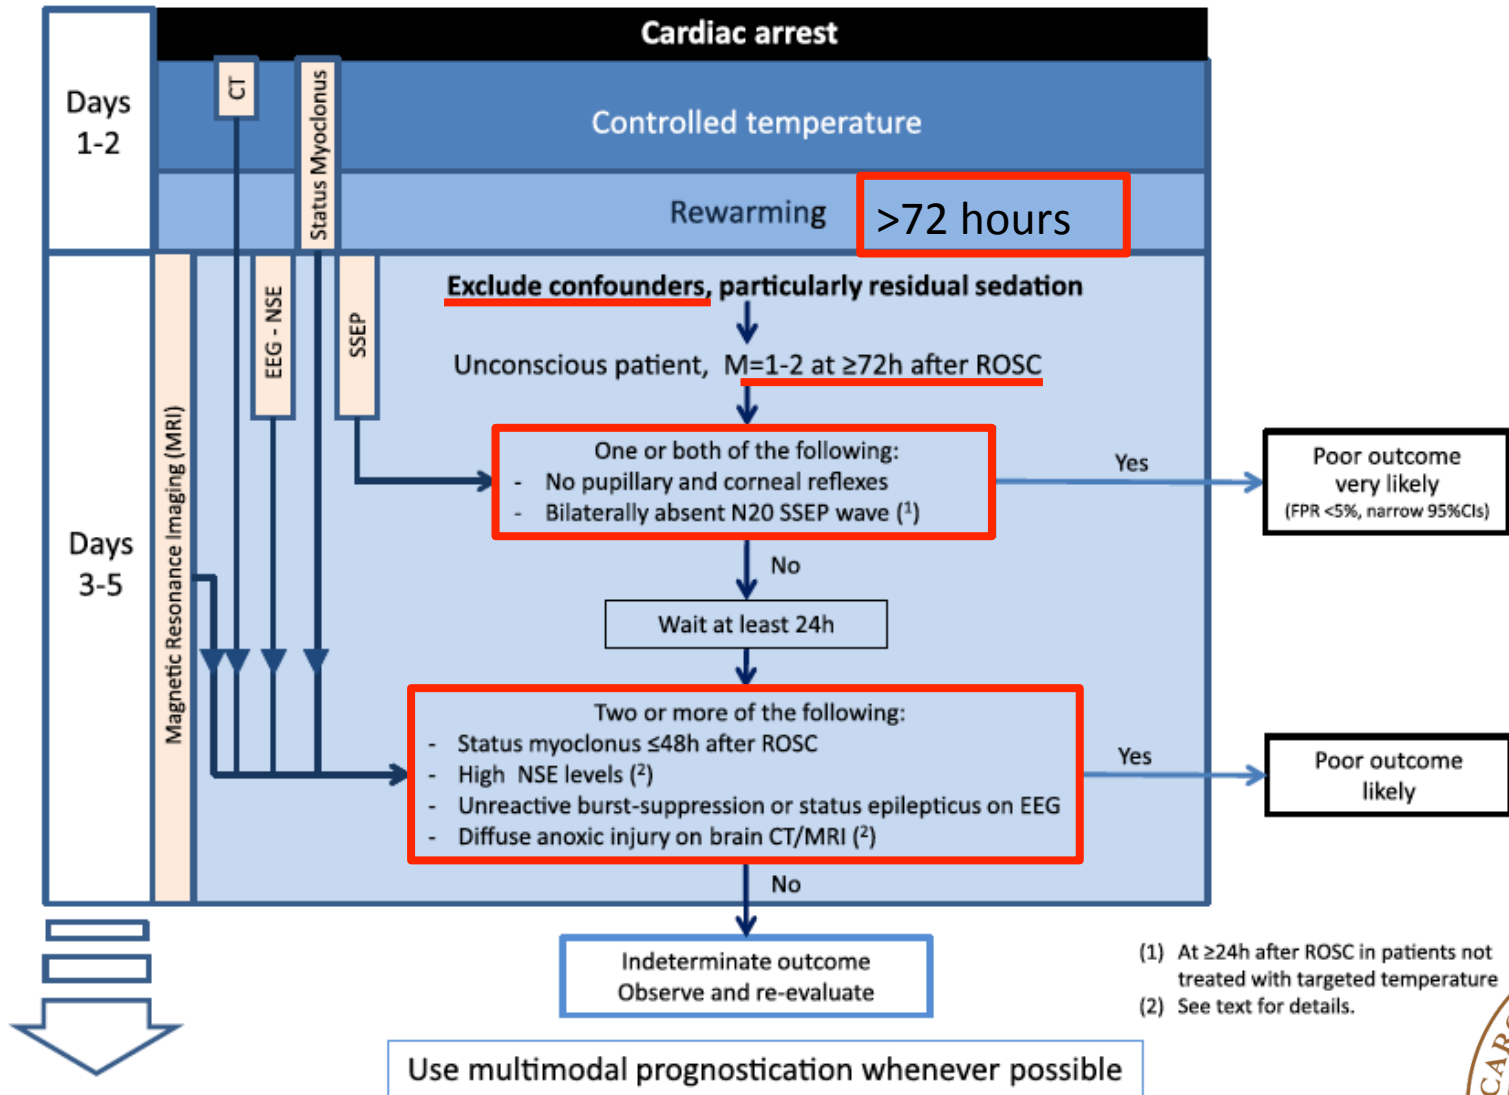 Cardiac arrest
Days
1-2
CT
Status Myoclonus
Controlled temperature
Rewarming
>72 hours
Days
3-5
Magnetic Resonance Imaging (MRI)
EEG - NSE
SSEP
Exclude confounders, particularly residual sedation
Unconscious patient, M=1-2 at ≥72h after ROSC
One or both of the following:
- No pupillary and corneal reflexes
- Bilaterally absent N20 SSEP wave (¹)
Yes
Poor outcome
very likely
(FPR <5%, narrow 95%CIs)
No
Wait at least 24h
Two or more of the following:
- Status myoclonus ≤48h after ROSC
- High NSE levels (²)
- Unreactive burst-suppression or status epilepticus on EEG
- Diffuse anoxic injury on brain CT/MRI (²)
Yes
Poor outcome
likely
No
Indeterminate outcome
Observe and re-evaluate
(1) At ≥24h after ROSC in patients not
treated with targeted temperature
(2) See text for details.
Use multimodal prognostication whenever possible